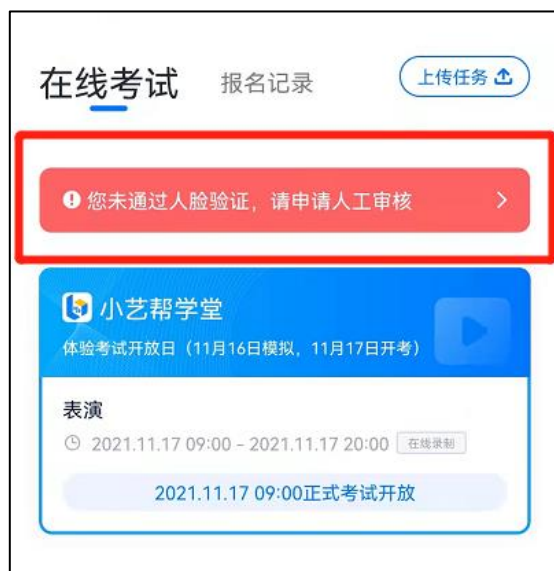 在线考试 报名记录 上传任务
您未通过人脸验证，请申请人工审核
小艺帮学堂
体验考试开放日（11月16日模拟，11月17日开考）
表演
2021.11.17 09:00 - 2021.11.17 20:00 在线录制
2021.11.17 09:00正式考试开放